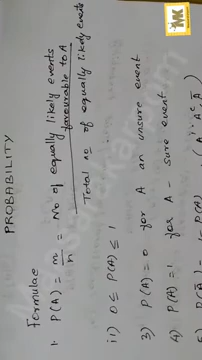 PROBABILITY
Formulae
1. P(A) = m/n = No of equally likely events favourable to A / Total no of equally likely events
ii) 0 ≤ P(A) ≤ 1
3) P(A) = 0 for A an unsure event
4) P(A) = 1 for A - sure event